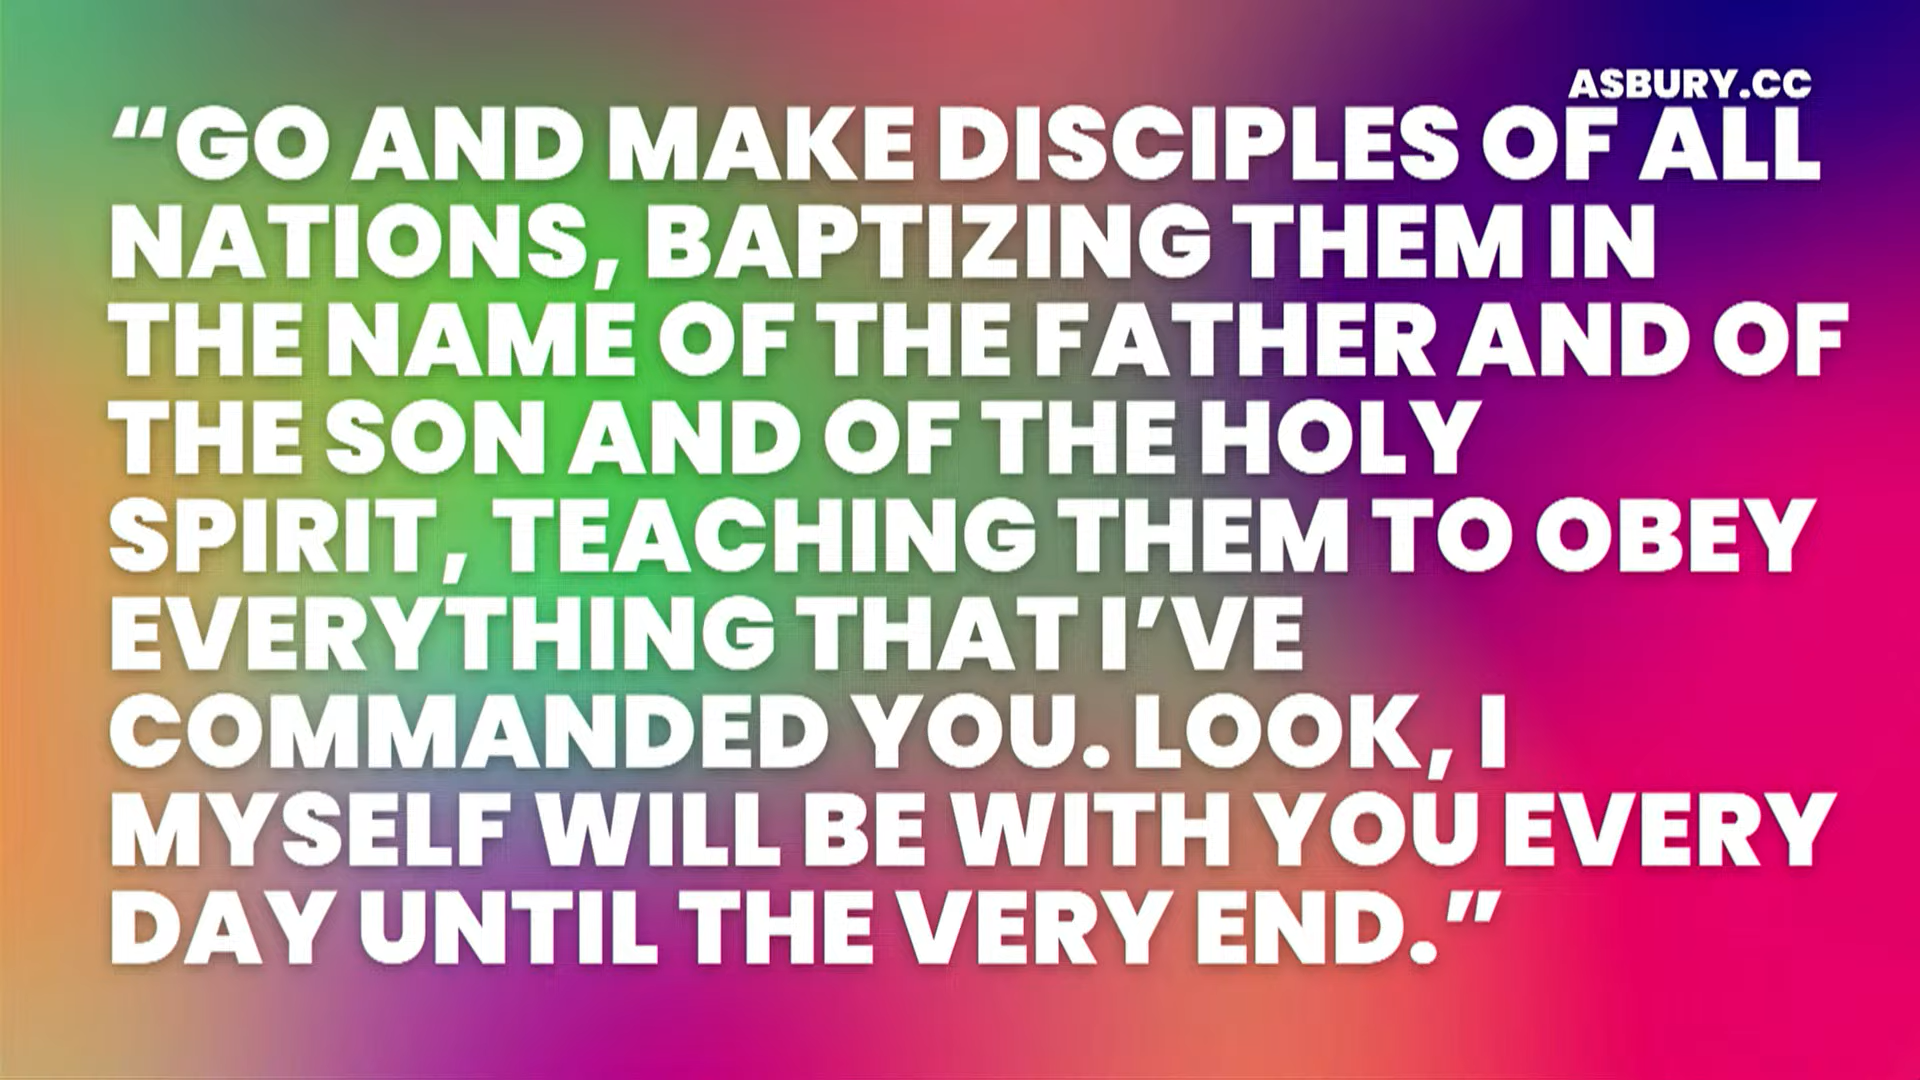 ASBURY.CC
“GO AND MAKE DISCIPLES OF ALL
NATIONS, BAPTIZING THEM IN
THE NAME OF THE FATHER AND OF
THE SON AND OF THE HOLY
SPIRIT, TEACHING THEM TO OBEY
EVERYTHING THAT I’VE
COMMANDED YOU. LOOK, I
MYSELF WILL BE WITH YOU EVERY
DAY UNTIL THE VERY END.”